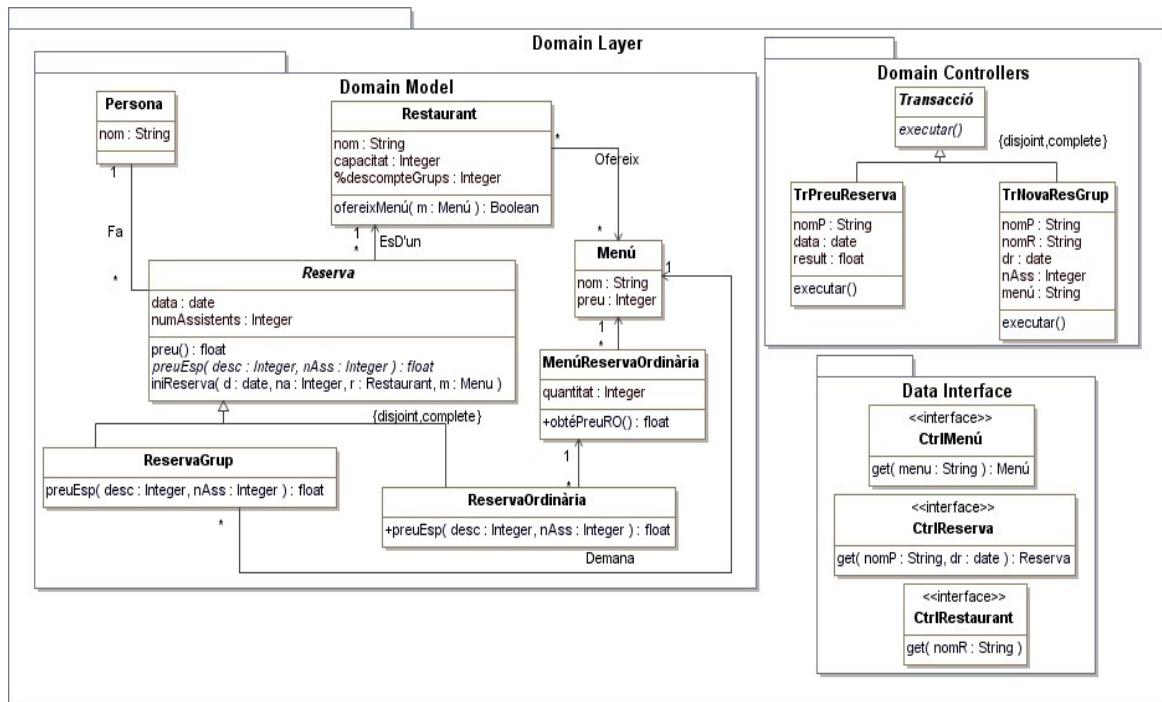 Domain Layer
Domain Model
Persona
nom : String
1
Fa
*
Restaurant
nom : String
capacitat : Integer
%descompteGrups : Integer
ofereixMenú( m : Menú ) : Boolean
*
Ofereix
*
1
EsD'un
*
Reserva
data : date
numAssistents : Integer
preu() : float
preuEsp( desc : Integer, nAss : Integer ) : float
iniReserva( d : date, na : Integer, r : Restaurant, m : Menu )
{disjoint,complete}
Menú
nom : String
preu : Integer
1
1
*
MenúReservaOrdinària
quantitat : Integer
+obtéPreuRO() : float
1
*
ReservaGrup
preuEsp( desc : Integer, nAss : Integer ) : float
*
ReservaOrdinària
+preuEsp( desc : Integer, nAss : Integer ) : float
Demana
Domain Controllers
Transacció
executar()
{disjoint,complete}
TrPreuReserva
nomP : String
data : date
result : float
executar()
TrNovaResGrup
nomP : String
nomR : String
dr : date
nAss : Integer
menú : String
executar()
Data Interface
<<interface>>
CtrlMenú
get( menu : String ) : Menú
<<interface>>
CtrlReserva
get( nomP : String, dr : date ) : Reserva
<<interface>>
CtrlRestaurant
get( nomR : String )